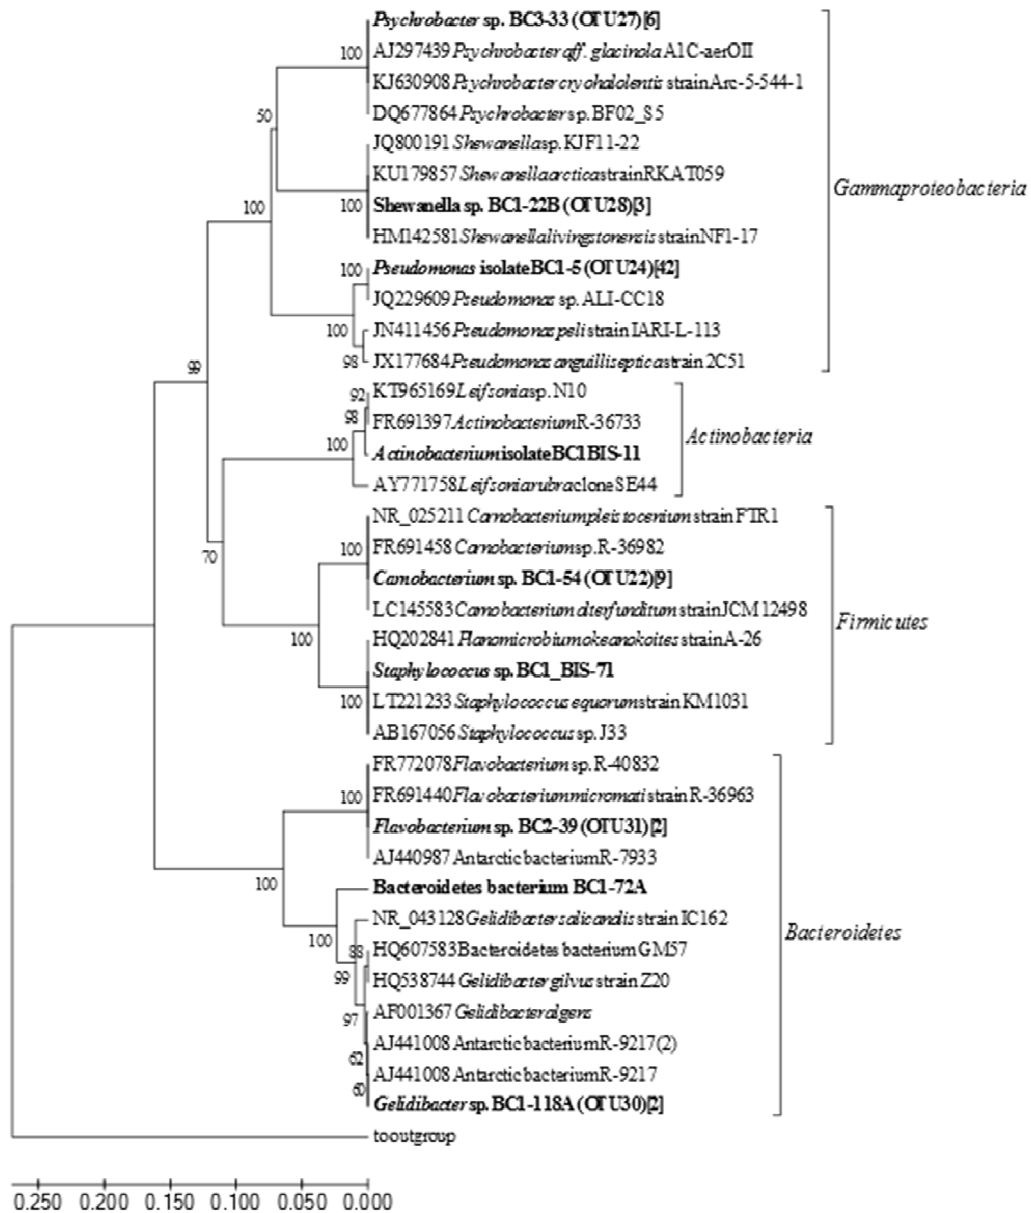 Psychrobacter sp. BC3-33 (OTU27)[6]
100
AJ297439 Psychrobacter aff. glacinola A1C-aerOII
KJ630908 Psychrobacter cryohalolentis strain Arc-5-544-1
DQ677864 Psychrobacter sp. BF02_S5
50
JQ800191 Shewanella sp. KJF11-22
KU179857 Shewanella arctica strain RKAT059
Gammaproteobacteria
100
100
Shewanella sp. BC1-22B (OTU28)[3]
HM142581 Shewanella livingstonensis strain NF1-17
100
Pseudomonas isolate BC1-5 (OTU24)[42]
JQ229609 Pseudomonas sp. ALI-CC18
100
JN411456 Pseudomonas peli strain IARI-L-113
98
JX177684 Pseudomonas anguilliseptica strain 2C51
99
92
KT965169 Leifsonia sp. N10
98
FR691397 Actinobacterium R-36733
Actinobacteria
100
Actinobacterium isolate BC1BIS-11
AY771758 Leifsonia rubra clone SE44
NR_025211 Carnobacterium pleistocenium strain FTR1
70
100
FR691458 Carnobacterium sp. R-36982
Carnobacterium sp. BC1-54 (OTU22)[9]
LC145583 Carnobacterium alterfunditum strain JCM 12498
Firmicutes
100
HQ202841 Planomicrobium okeanokoites strain A-26
Staphylococcus sp. BC1_BIS-71
100
LT221233 Staphylococcus equorum strain KM1031
AB167056 Staphylococcus sp. J33
FR772078 Flavobacterium sp. R-40832
100
FR691440 Flavobacterium micromati strain R-36963
Flavobacterium sp. BC2-39 (OTU31)[2]
AJ440987 Antarctic bacterium R-7933
100
Bacteroidetes bacterium BC1-72A
NR_043128 Gelidibacter salicanalis strain IC162
Bacteroidetes
100
88
HQ607583 Bacteroidetes bacterium GM57
99
HQ538744 Gelidibacter gilvus strain Z20
AF001367 Gelidibacter algens
97
AJ441008 Antarctic bacterium R-9217(2)
62
AJ441008 Antarctic bacterium R-9217
60
Gelidibacter sp. BC1-118A (OTU30)[2]
to outgroup
0.250 0.200 0.150 0.100 0.050 0.000